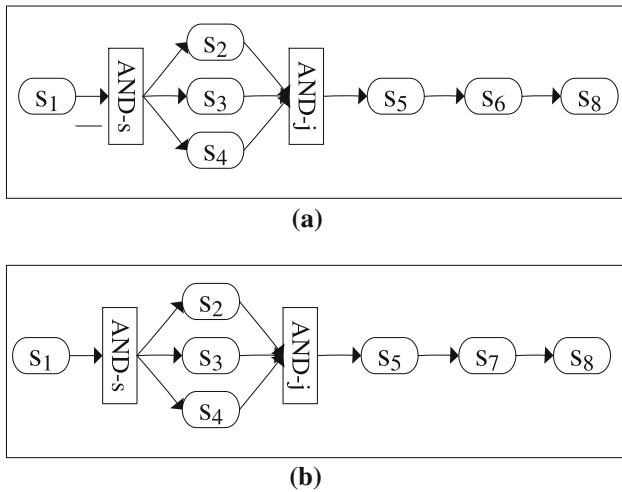 S2
S1 AND-s S3 AND-j S5 S6 S8
S4
(a)
S2
S1 AND-s S3 AND-j S5 S7 S8
S4
(b)